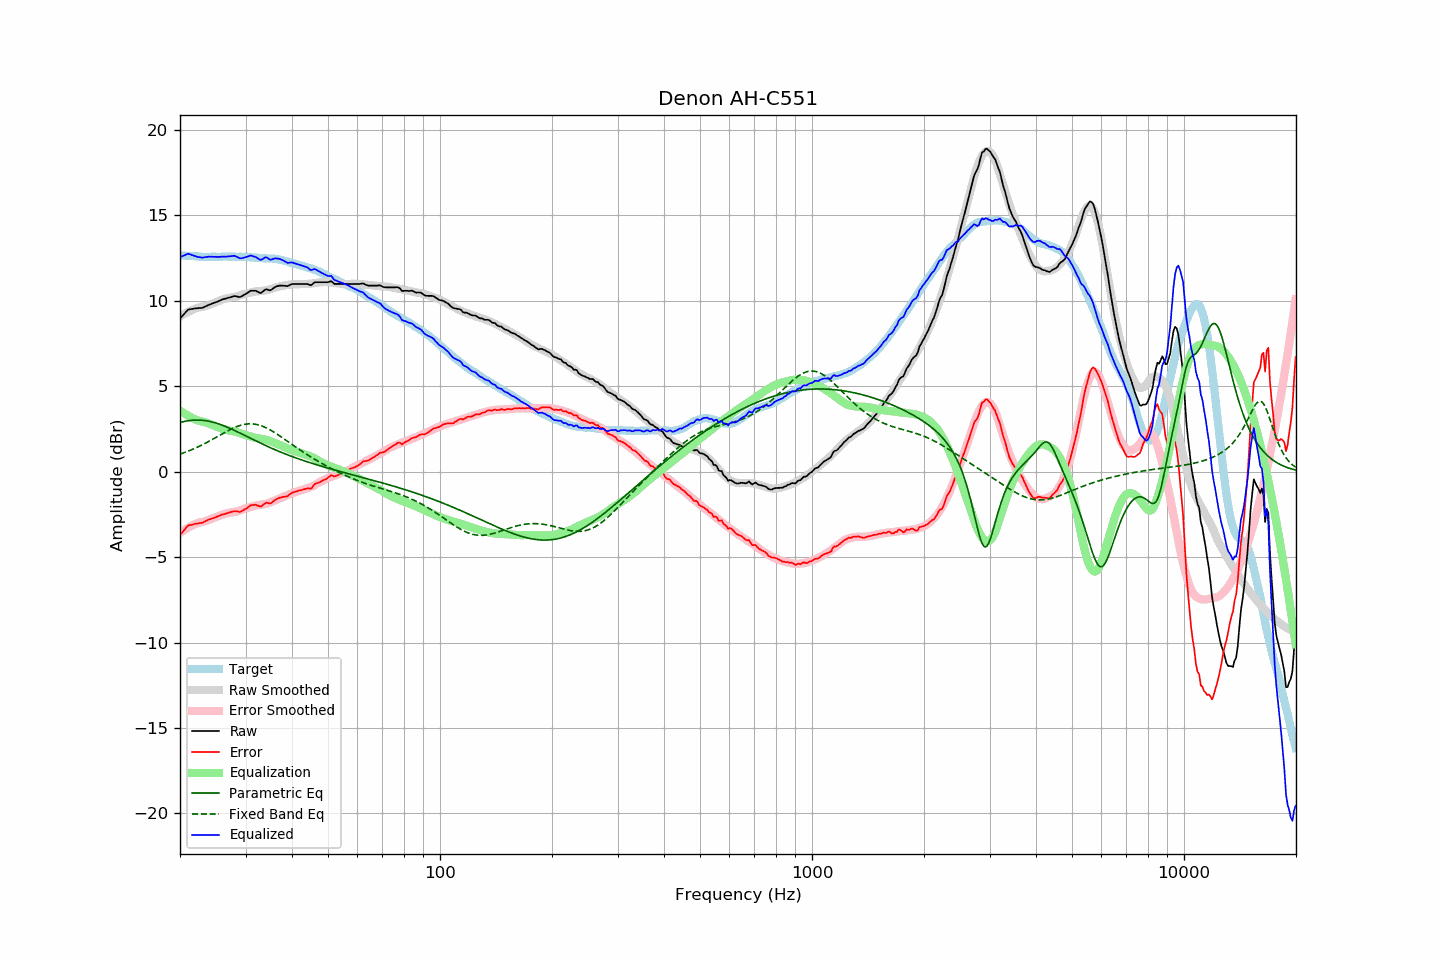 Denon AH-C551
Amplitude (dBr)
20
15
10
5
0
−5
−10
−15
−20
Target
Raw Smoothed
Error Smoothed
Raw
Error
Equalization
Parametric Eq
Fixed Band Eq
Equalized
100
1000
10000
Frequency (Hz)